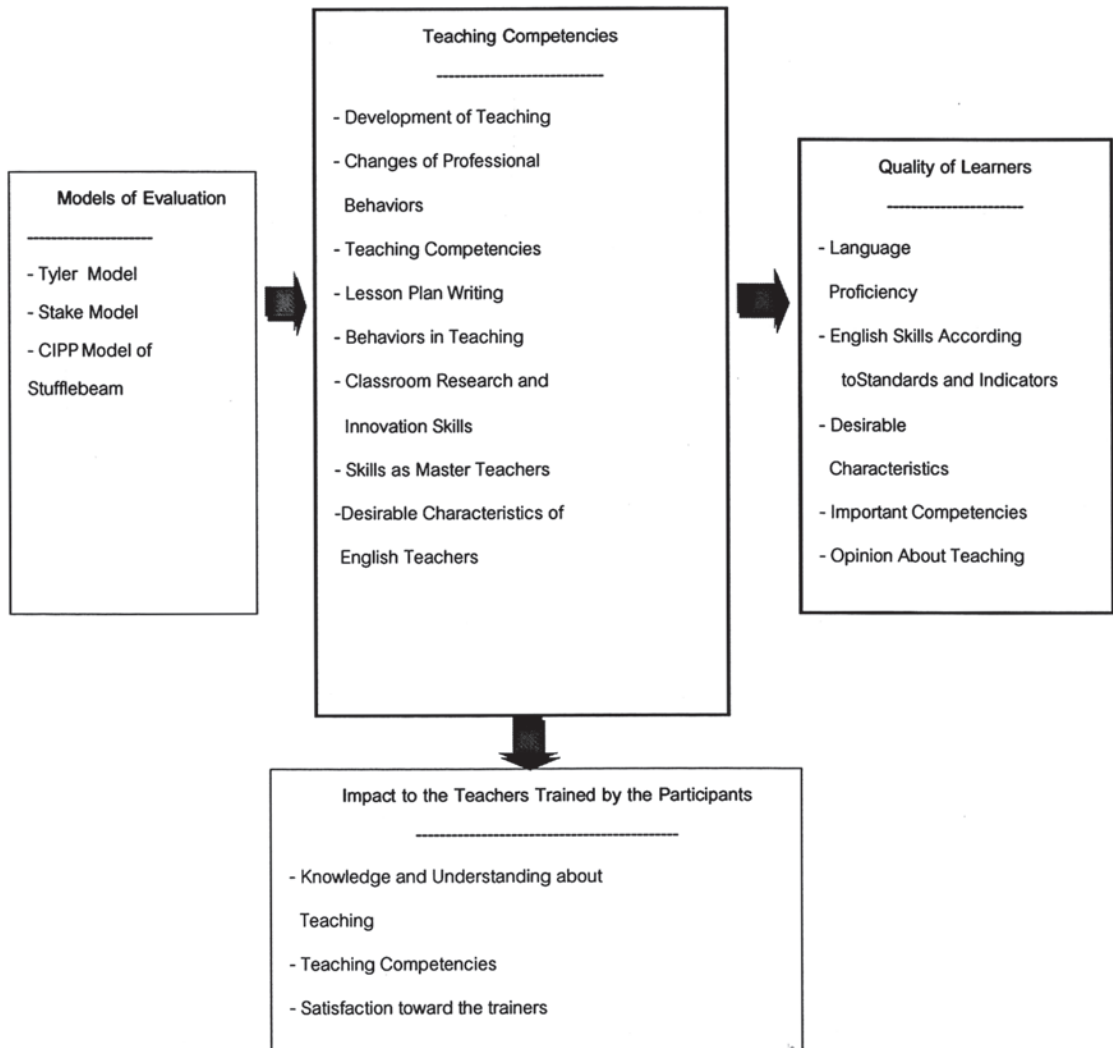 Teaching Competencies
---------------------------
- Development of Teaching
- Changes of Professional
Behaviors
- Teaching Competencies
- Lesson Plan Writing
- Behaviors in Teaching
- Classroom Research and
Innovation Skills
- Skills as Master Teachers
-Desirable Characteristics of
English Teachers
Models of Evaluation
--------------------
- Tyler Model
- Stake Model
- CIPP Model of
Stufflebeam
Quality of Learners
----------------------
- Language
Proficiency
- English Skills According
toStandards and Indicators
- Desirable
Characteristics
- Important Competencies
- Opinion About Teaching
Impact to the Teachers Trained by the Participants
-------------------------------------------
- Knowledge and Understanding about
Teaching
- Teaching Competencies
- Satisfaction toward the trainers